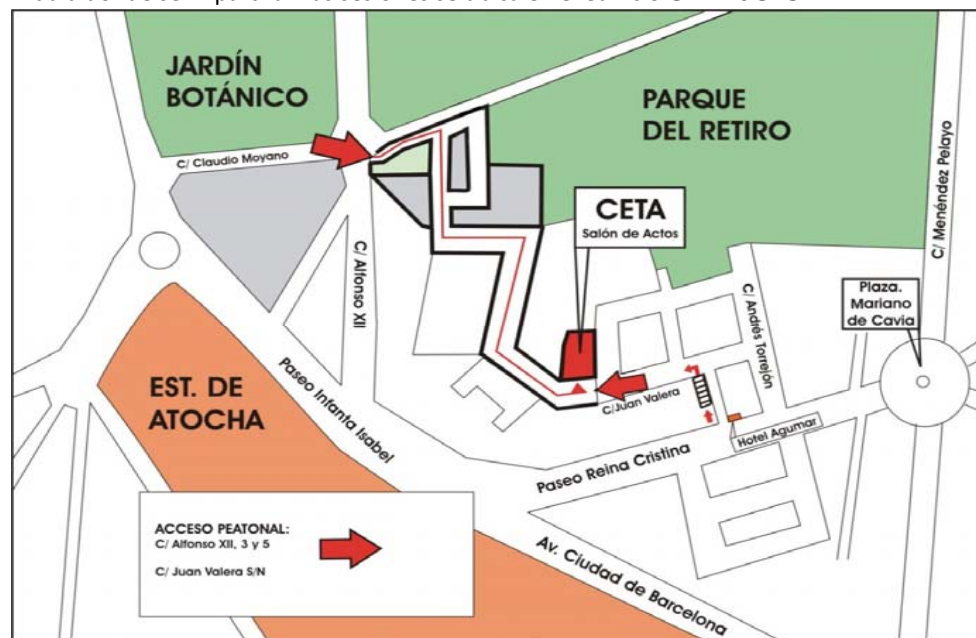 JARDÍN
BOTÁNICO
PARQUE
DEL RETIRO
C/ Claudio Moyano
C/ Menéndez Pelayo
CETA
Salón de Actos
C/ Alfonso XII
C/ Andrés Torrejón
Plaza.
Mariano
de Cavia
EST. DE
ATOCHA
Paseo Infanta Isabel
C/Juan Valera
Hotel Agumar
Paseo Reina Cristina
ACCESO PEATONAL:
C/ Alfonso XII, 3 y 5
C/ Juan Valera S/N
Av. Ciudad de Barcelona